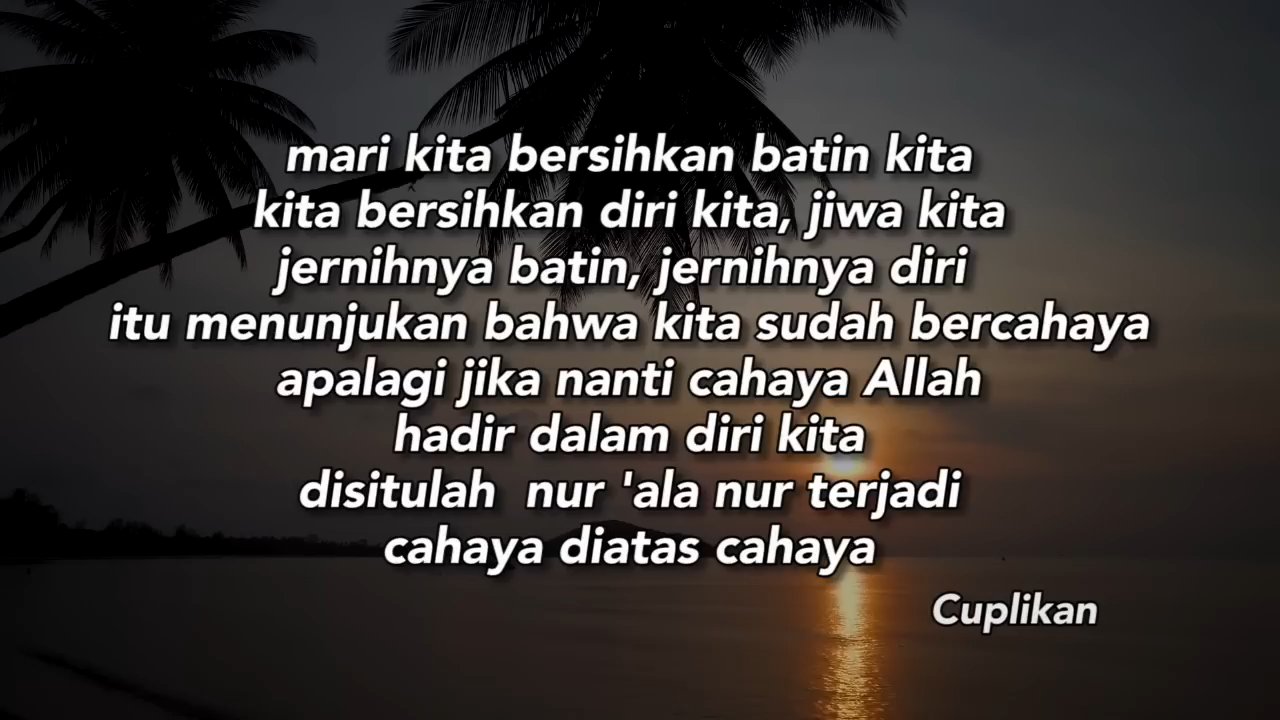 mari kita bersihkan batin kita
kita bersihkan diri kita, jiwa kita
jernihnya batin, jernihnya diri
itu menunjukan bahwa kita sudah bercahaya
apalagi jika nanti cahaya Allah
hadir dalam diri kita
disitulah  nur 'ala nur terjadi
cahaya diatas cahaya
Cuplikan